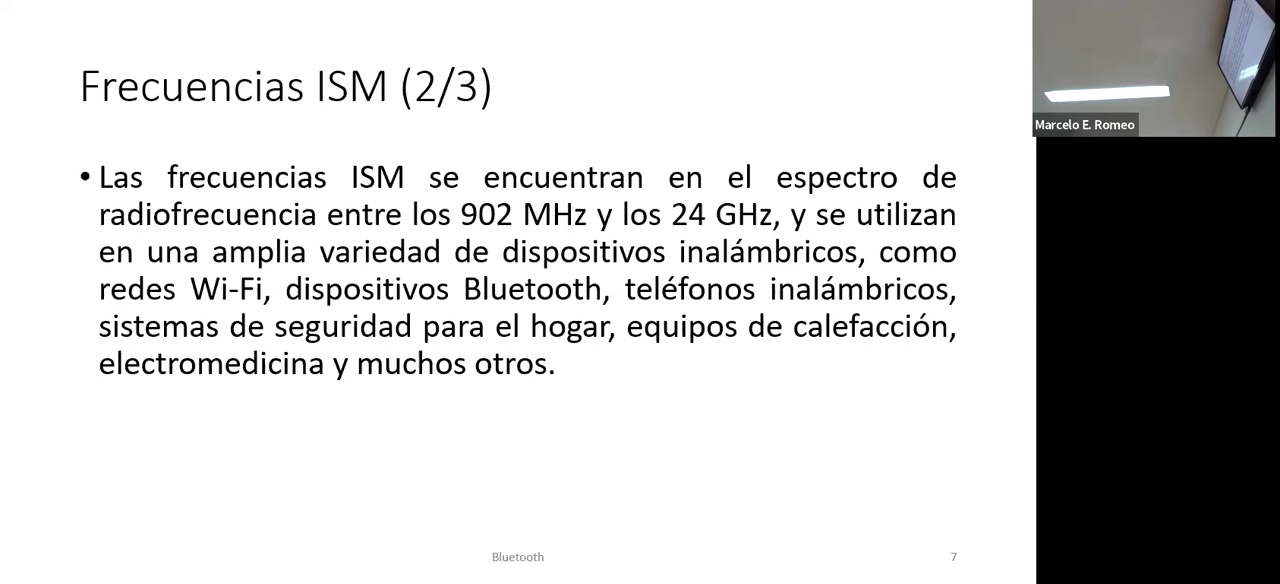 Frecuencias ISM (2/3)
• Las frecuencias ISM se encuentran en el espectro de
radiofrecuencia entre los 902 MHz y los 24 GHz, y se utilizan
en una amplia variedad de dispositivos inalámbricos, como
redes Wi-Fi, dispositivos Bluetooth, teléfonos inalámbricos,
sistemas de seguridad para el hogar, equipos de calefacción,
electromedicina y muchos otros.
Bluetooth
7
Marcelo E. Romeo